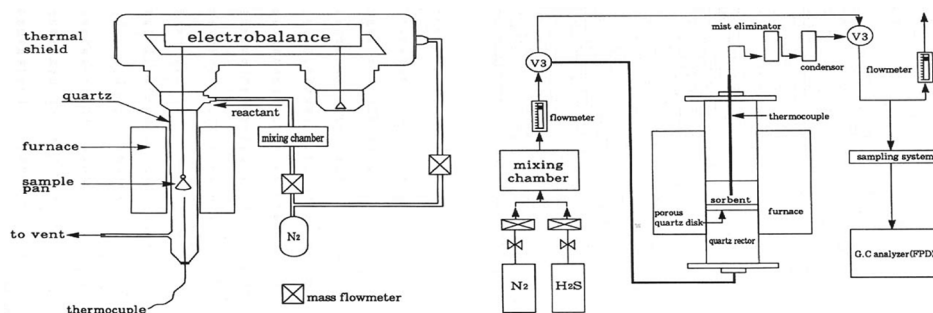 thermal
shield
electrobalance
quartz
reactant
mixing chamber
furnace
sample
pan
to vent
N2
thermocuple
mass flowmeter
mist eliminator
V3
V3
condensor
flowmeter
flowmeter
thermocouple
mixing
chamber
sampling system
sorbent
porous
quartz disk
furnace
quartz rector
N2
H2S
G.C analyzer(FPD)